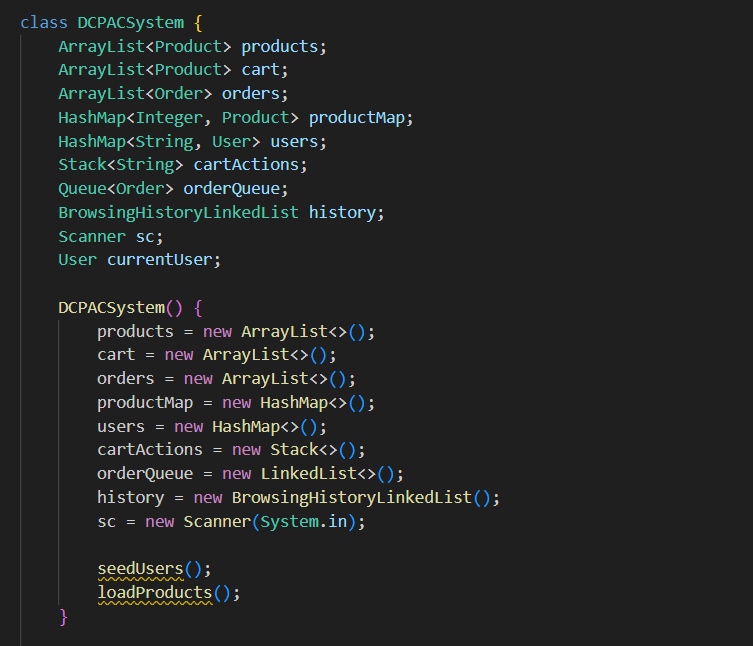 class DCPACSystem {
    ArrayList<Product> products;
    ArrayList<Product> cart;
    ArrayList<Order> orders;
    HashMap<Integer, Product> productMap;
    HashMap<String, User> users;
    Stack<String> cartActions;
    Queue<Order> orderQueue;
    BrowsingHistoryLinkedList history;
    Scanner sc;
    User currentUser;

    DCPACSystem() {
        products = new ArrayList<>();
        cart = new ArrayList<>();
        orders = new ArrayList<>();
        productMap = new HashMap<>();
        users = new HashMap<>();
        cartActions = new Stack<>();
        orderQueue = new LinkedList<>();
        history = new BrowsingHistoryLinkedList();
        sc = new Scanner(System.in);

        seedUsers();
        loadProducts();
    }